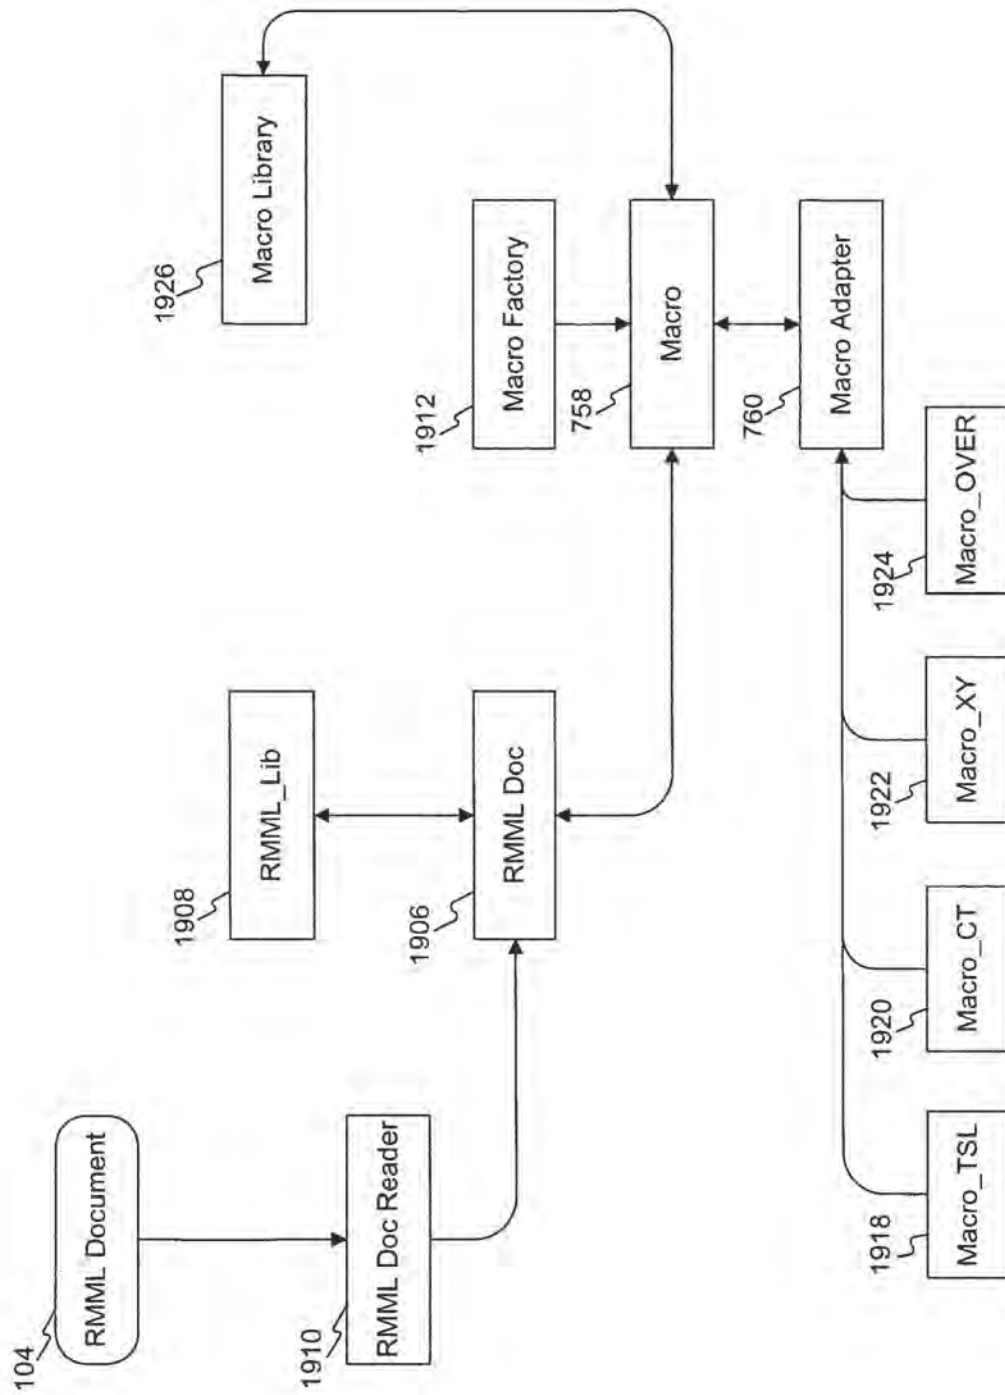 104
RMML Document
1910
RMML Doc Reader
1908
RMML_Lib
1906
RMML Doc
1926
Macro Library
1912
Macro Factory
758
Macro
760
Macro Adapter
1918
Macro_TSL
1920
Macro_CT
1922
Macro_XY
1924
Macro_OVER